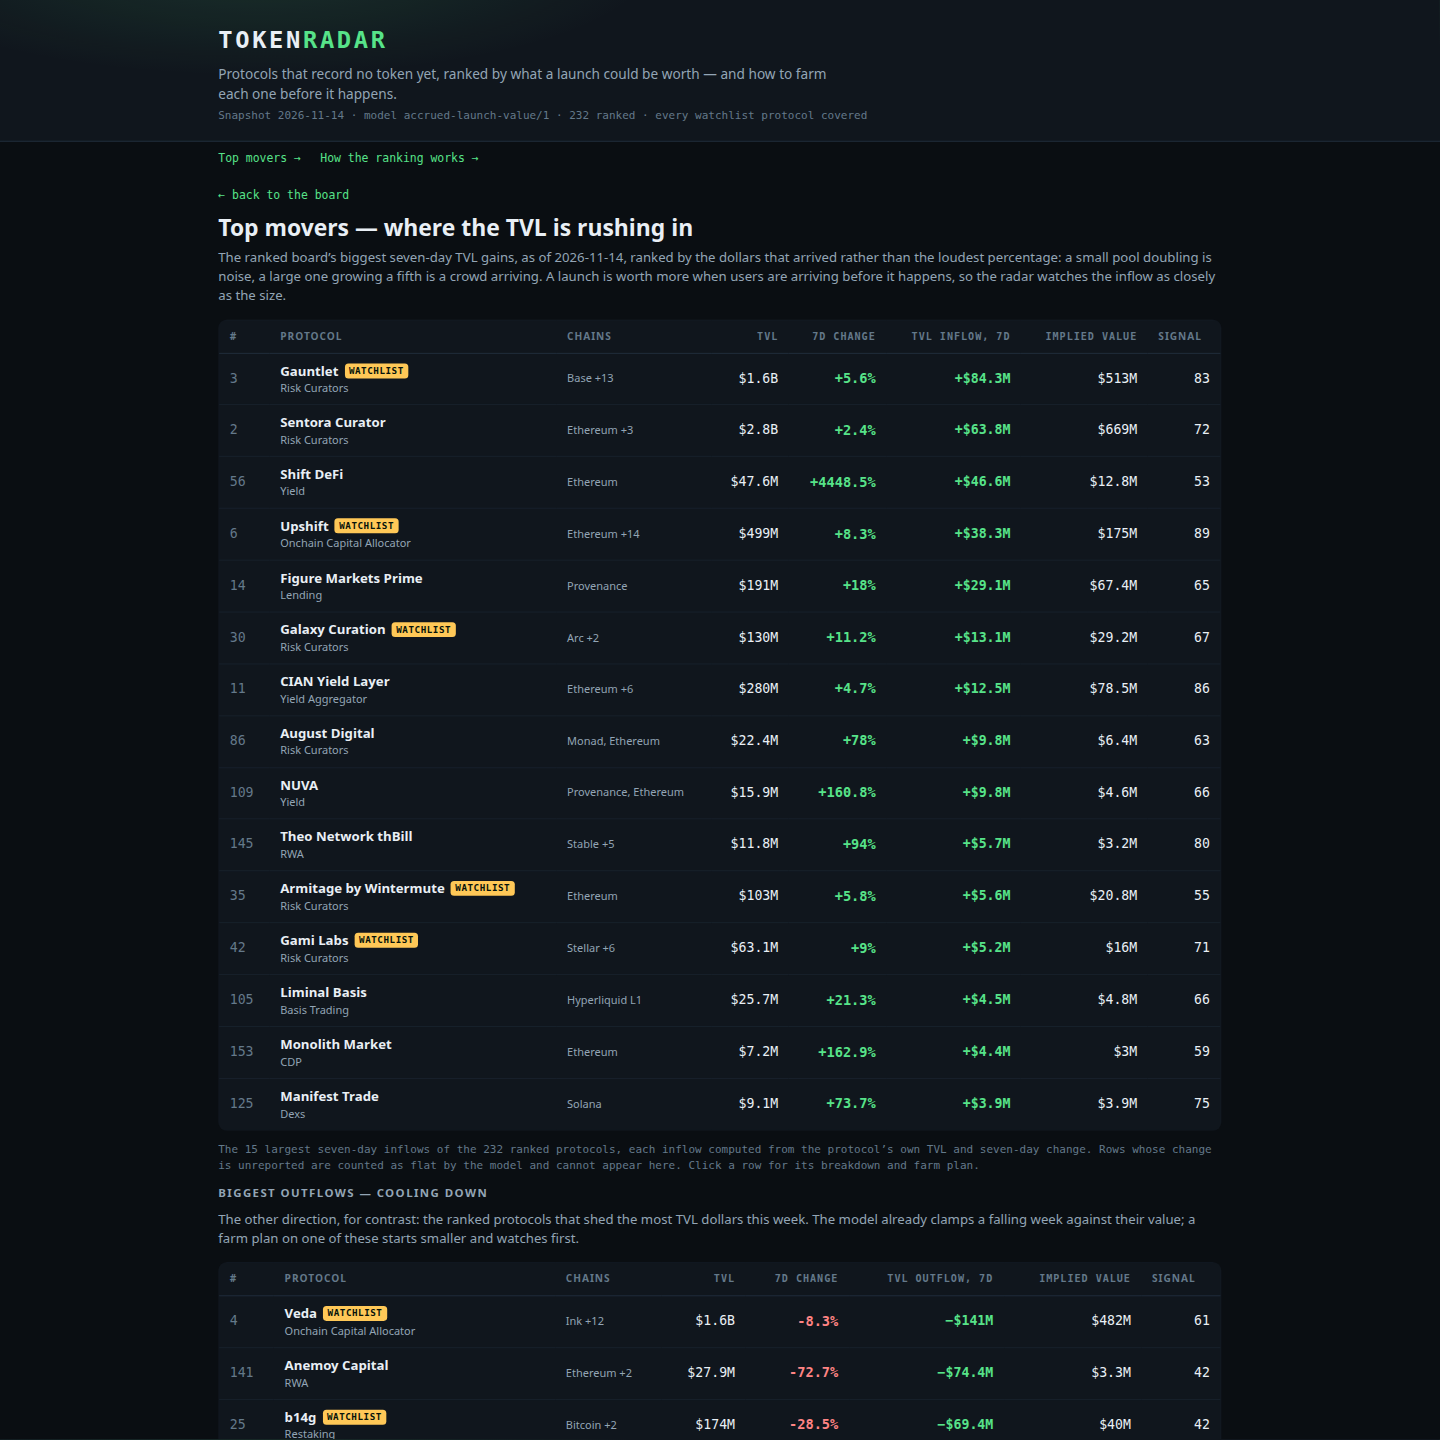 TOKENRADAR
Protocols that record no token yet, ranked by what a launch could be worth — and how to farm
each one before it happens.
Snapshot 2026-11-14 · model accrued-launch-value/1 · 232 ranked · every watchlist protocol covered
Top movers → How the ranking works →
← back to the board
Top movers — where the TVL is rushing in
The ranked board's biggest seven-day TVL gains, as of 2026-11-14, ranked by the dollars that arrived rather than the loudest percentage: a small pool doubling is
noise, a large one growing a fifth is a crowd arriving. A launch is worth more when users are arriving before it happens, so the radar watches the inflow as closely
as the size.
# PROTOCOL CHAINS TVL 7D CHANGE TVL INFLOW, 7D IMPLIED VALUE SIGNAL
3 Gauntlet WATCHLIST Base +13 $1.6B +5.6% +$84.3M $513M 83
Risk Curators
2 Sentora Curator Ethereum +3 $2.8B +2.4% +$63.8M $669M 72
Risk Curators
56 Shift DeFi Ethereum $47.6M +4448.5% +$46.6M $12.8M 53
Yield
6 Upshift WATCHLIST Ethereum +14 $499M +8.3% +$38.3M $175M 89
Onchain Capital Allocator
14 Figure Markets Prime Provenance $191M +18% +$29.1M $67.4M 65
Lending
30 Galaxy Curation WATCHLIST Arc +2 $130M +11.2% +$13.1M $29.2M 67
Risk Curators
11 CIAN Yield Layer Ethereum +6 $280M +4.7% +$12.5M $78.5M 86
Yield Aggregator
86 August Digital Monad, Ethereum $22.4M +78% +$9.8M $6.4M 63
Risk Curators
109 NUVA Provenance, Ethereum $15.9M +160.8% +$9.8M $4.6M 66
Yield
145 Theo Network thBill Stable +5 $11.8M +94% +$5.7M $3.2M 80
RWA
35 Armitage by Wintermute WATCHLIST Ethereum $103M +5.8% +$5.6M $20.8M 55
Risk Curators
42 Gami Labs WATCHLIST Stellar +6 $63.1M +9% +$5.2M $16M 71
Risk Curators
105 Liminal Basis Hyperliquid L1 $25.7M +21.3% +$4.5M $4.8M 66
Basis Trading
153 Monolith Market Ethereum $7.2M +162.9% +$4.4M $3M 59
CDP
125 Manifest Trade Solana $9.1M +73.7% +$3.9M $3.9M 75
Dexs
The 15 largest seven-day inflows of the 232 ranked protocols, each inflow computed from the protocol's own TVL and seven-day change. Rows whose change
is unreported are counted as flat by the model and cannot appear here. Click a row for its breakdown and farm plan.
BIGGEST OUTFLOWS — COOLING DOWN
The other direction, for contrast: the ranked protocols that shed the most TVL dollars this week. The model already clamps a falling week against their value; a
farm plan on one of these starts smaller and watches first.
# PROTOCOL CHAINS TVL 7D CHANGE TVL OUTFLOW, 7D IMPLIED VALUE SIGNAL
4 Veda WATCHLIST Ink +12 $1.6B -8.3% −$141M $482M 61
Onchain Capital Allocator
141 Anemoy Capital Ethereum +2 $27.9M -72.7% −$74.4M $3.3M 42
RWA
25 b14g WATCHLIST Bitcoin +2 $174M -28.5% −$69.4M $40M 42
Restaking